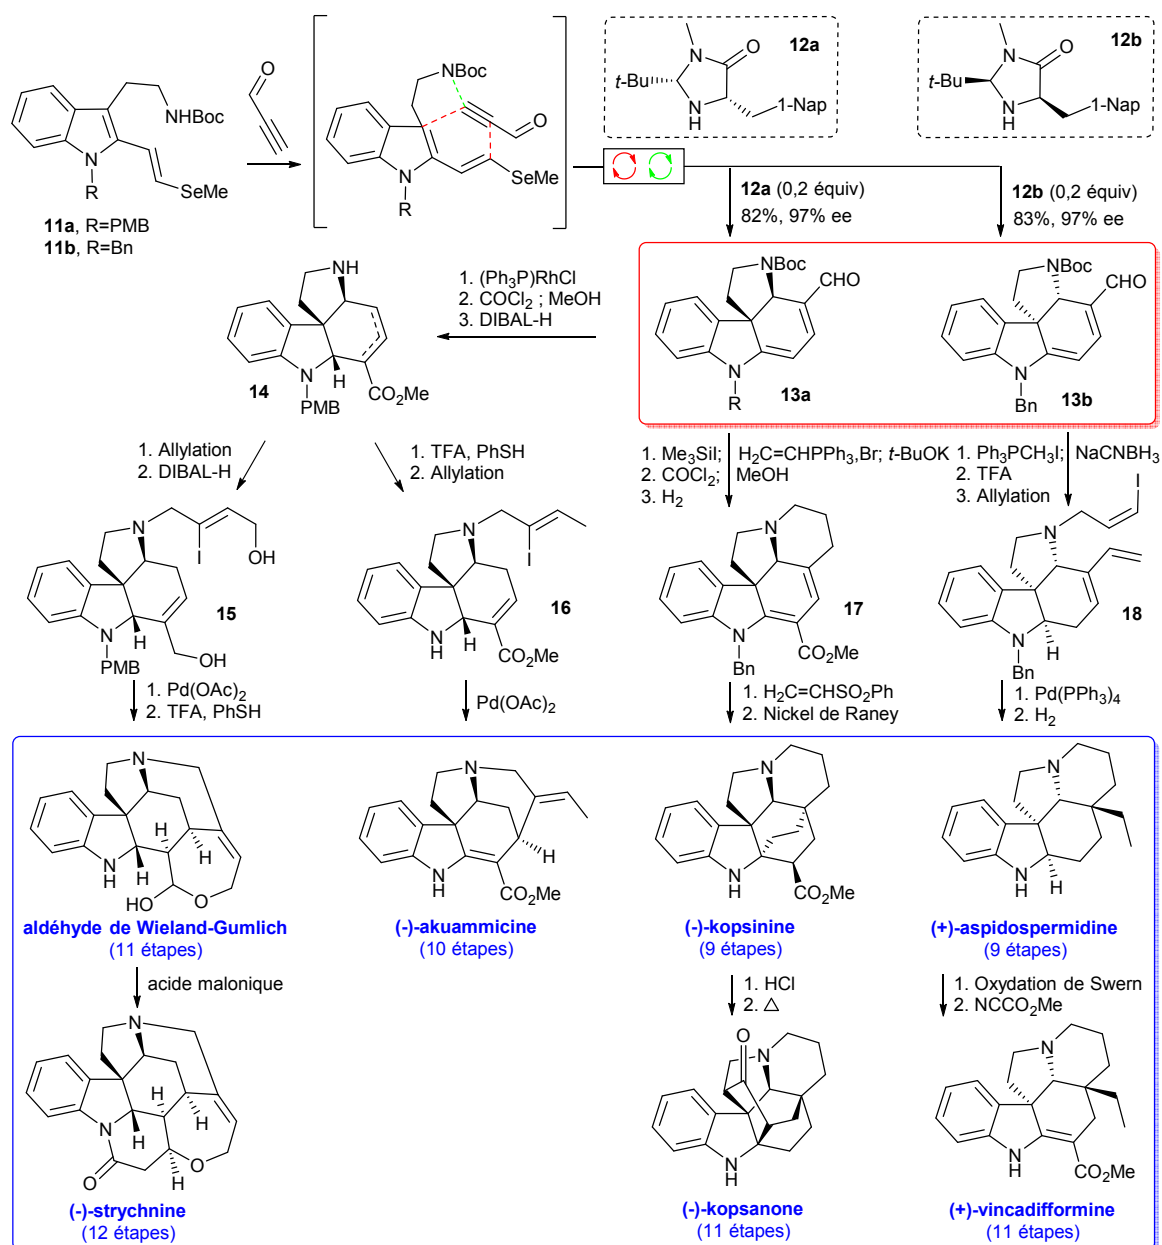 12a
12b
O
N
O
t-Bu
N
H
1-Nap
N
O
t-Bu
N
H
1-Nap
O
NHBoc
N
R
SeMe
11a, R=PMB
11b, R=Bn
NBoc
O
N
R
SeMe
12a (0,2 équiv)
82%, 97% ee
12b (0,2 équiv)
83%, 97% ee
NH
H
N
PMB
CO2Me
14
1. (Ph3P)RhCl
2. COCl2 ; MeOH
3. DIBAL-H
NBoc
CHO
N
R
13a
NBoc
CHO
N
Bn
13b
1. Allylation
2. DIBAL-H
1. TFA, PhSH
2. Allylation
1. Me3SiI; H2C=CHPPh3,Br; t-BuOK
2. COCl2; MeOH
3. H2
1. Ph3PCH3I; NaCNBH3
2. TFA
3. Allylation
N
I
OH
N
H
PMB
OH
15
N
I
N
H
H
CO2Me
16
N
N
Bn
CO2Me
17
I
N
N
H
Bn
18
1. Pd(OAc)2
2. TFA, PhSH
Pd(OAc)2
1. H2C=CHSO2Ph
2. Nickel de Raney
1. Pd(PPh3)4
2. H2
N
H
H
N
H
H
HO
O
N
H
N
H
CO2Me
N
N
H
CO2Me
N
N
H
H
aldéhyde de Wieland-Gumlich
(11 étapes)
(-)-akuammicine
(10 étapes)
(-)-kopsinine
(9 étapes)
(+)-aspidospermidine
(9 étapes)
acide malonique
1. HCl
2. △
1. Oxydation de Swern
2. NCCO2Me
N
H
H
N
H
O
H
O
O
N
N
H
N
N
H
CO2Me
(-)-strychnine
(12 étapes)
(-)-kopsanone
(11 étapes)
(+)-vincadifformine
(11 étapes)